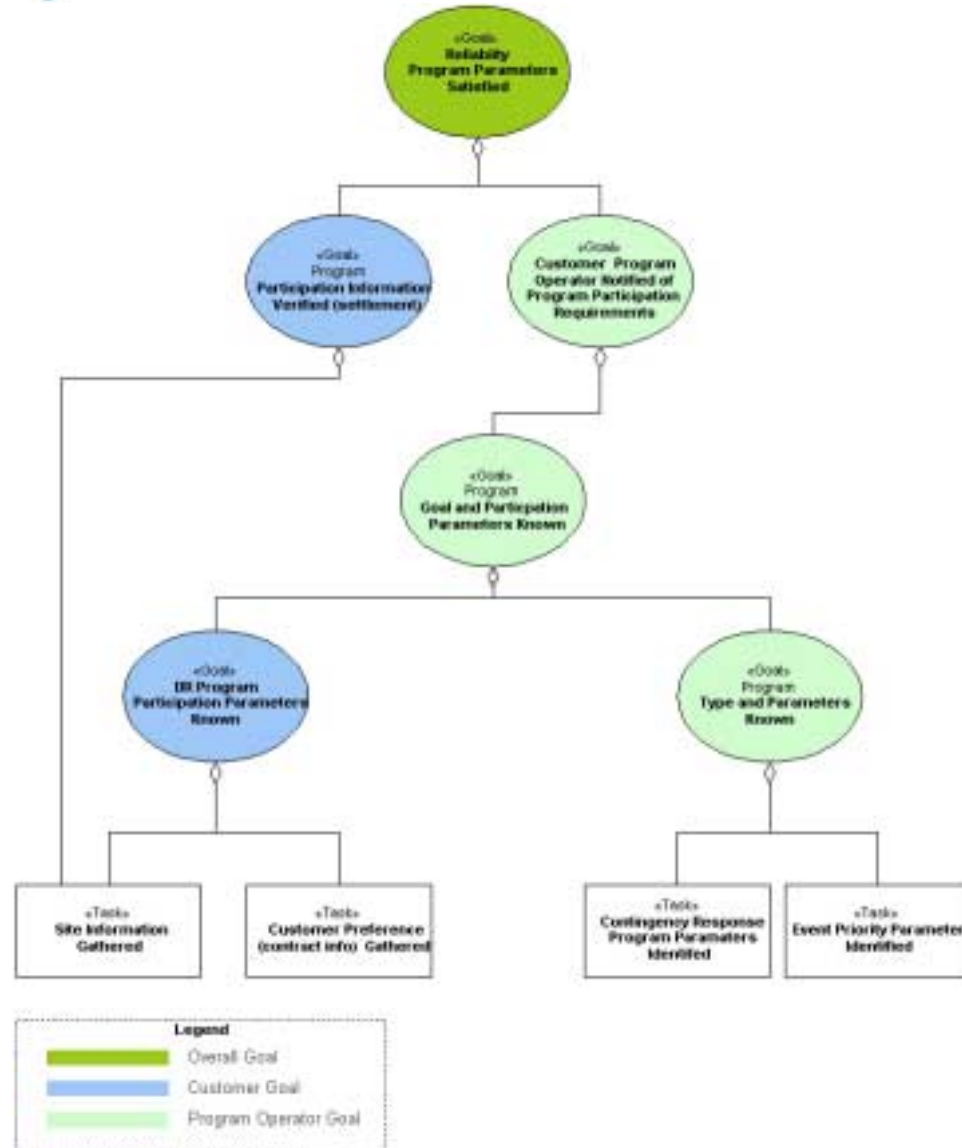 «Goal»
Reliability
Program Parameters
Satisfied
«Goal»
Program
Participation Information
Verified (settlement)
«Goal»
Customer Program
Operator Notified of
Program Participation
Requirements
«Goal»
Program
Goal and Particpation
Parameters Known
«Goal»
DR Program
Participation Parameters
Known
«Goal»
Program
Type and Parameters
Known
«Task»
Site Information
Gathered
«Task»
Customer Preference
(contract info) Gathered
«Task»
Contingency Response
Program Paramaters
Identifed
«Task»
Event Priority Parameter
Identified
Legend
Overall Goal
Customer Goal
Program Operator Goal